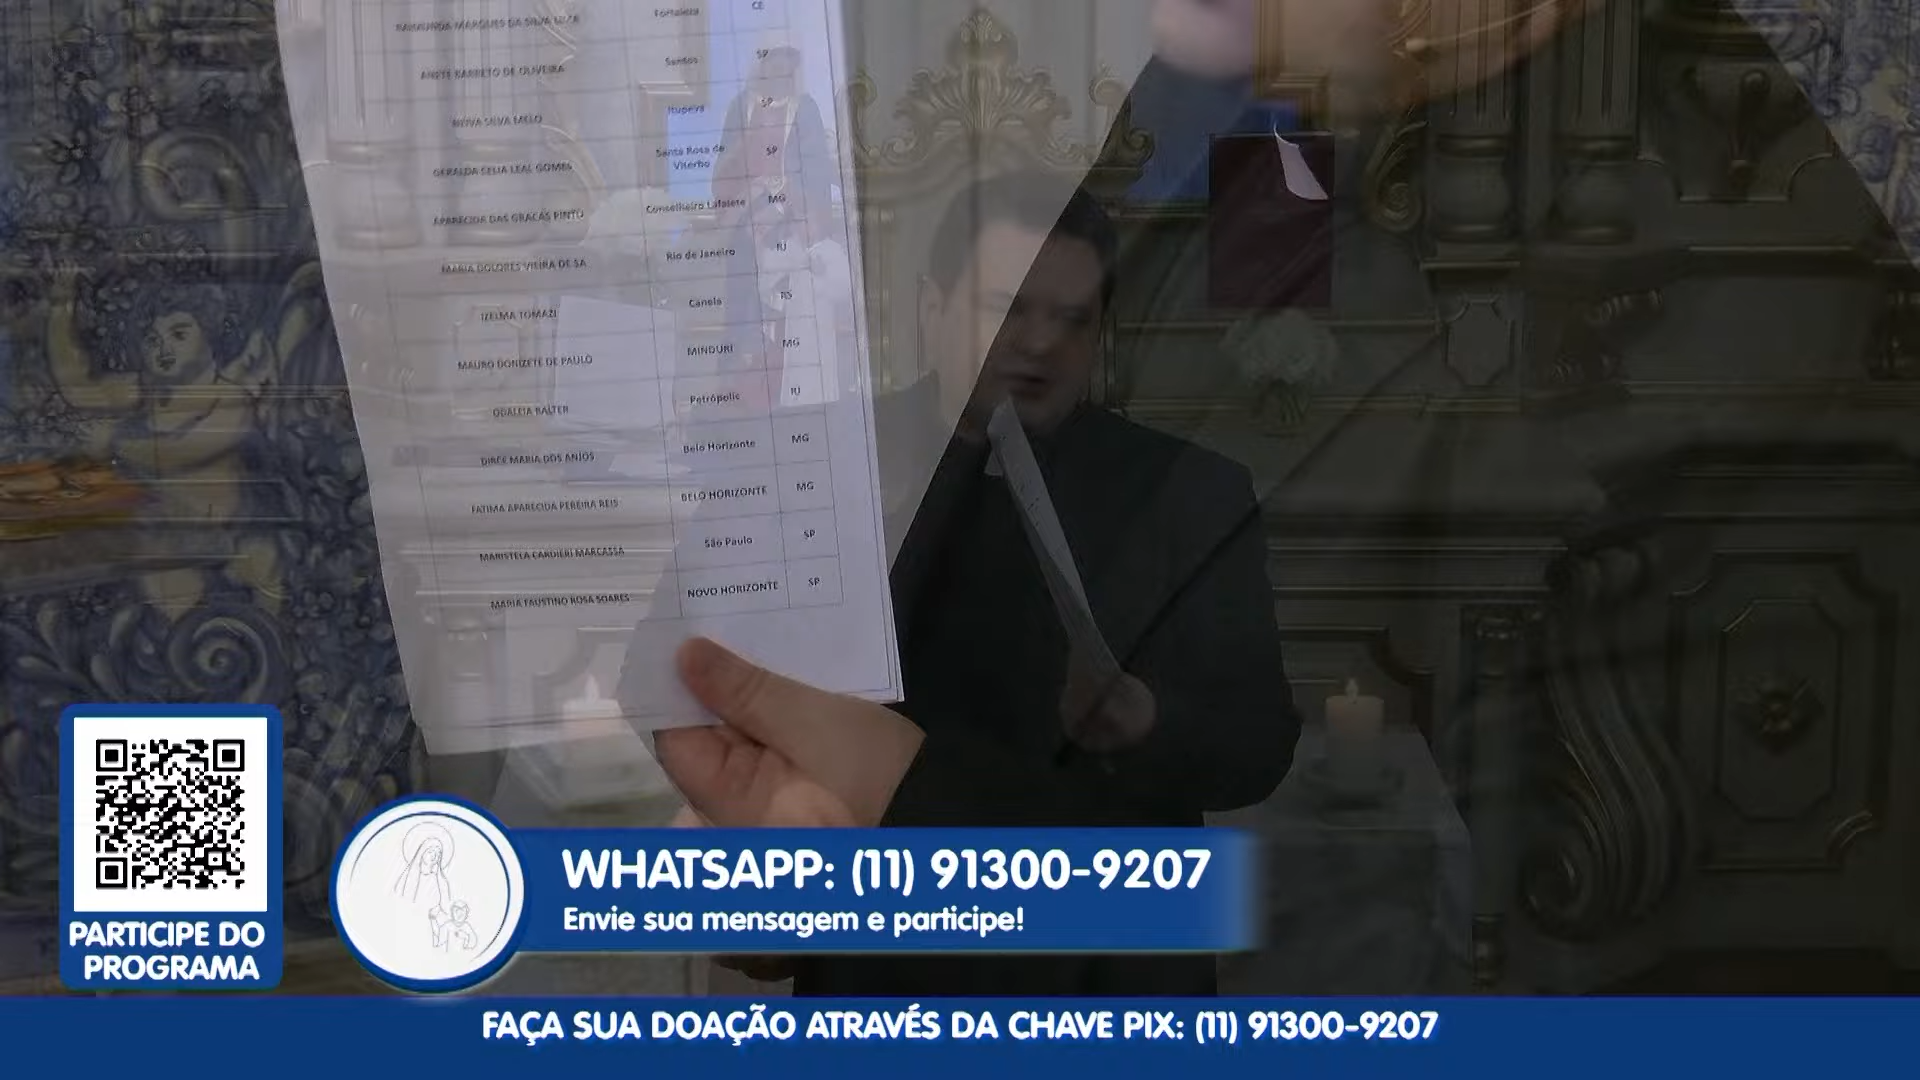 RAIMUNDA MARQUES DA SILVA LUZA Fortaleza CE
ANETE BARRETO DE OLIVEIRA Santos SP
NEIVA SILVA MELO Itupeva SP
GERALDA CELIA LEAL GOMES Santa Rosa de Viterbo SP
APARECIDA DAS GRACAS PINTO Conselheiro Lafaiete MG
MARIA DOLORES VIEIRA DE SA Rio de Janeiro RJ
IZELMA TOMAZI Canela RS
MAURO DONIZETE DE PAULO MINDURI MG
ODALEIA BALTER Petrópolis RJ
DIRCE MARIA DOS ANJOS Belo Horizonte MG
FATIMA APARECIDA PEREIRA REIS BELO HORIZONTE MG
MARISTELA CARDIERI MARCASSA São Paulo SP
MARIA FAUSTINO ROSA SOARES NOVO HORIZONTE SP
PARTICIPE DO
PROGRAMA
WHATSAPP: (11) 91300-9207
Envie sua mensagem e participe!
FAÇA SUA DOAÇÃO ATRAVÉS DA CHAVE PIX: (11) 91300-9207